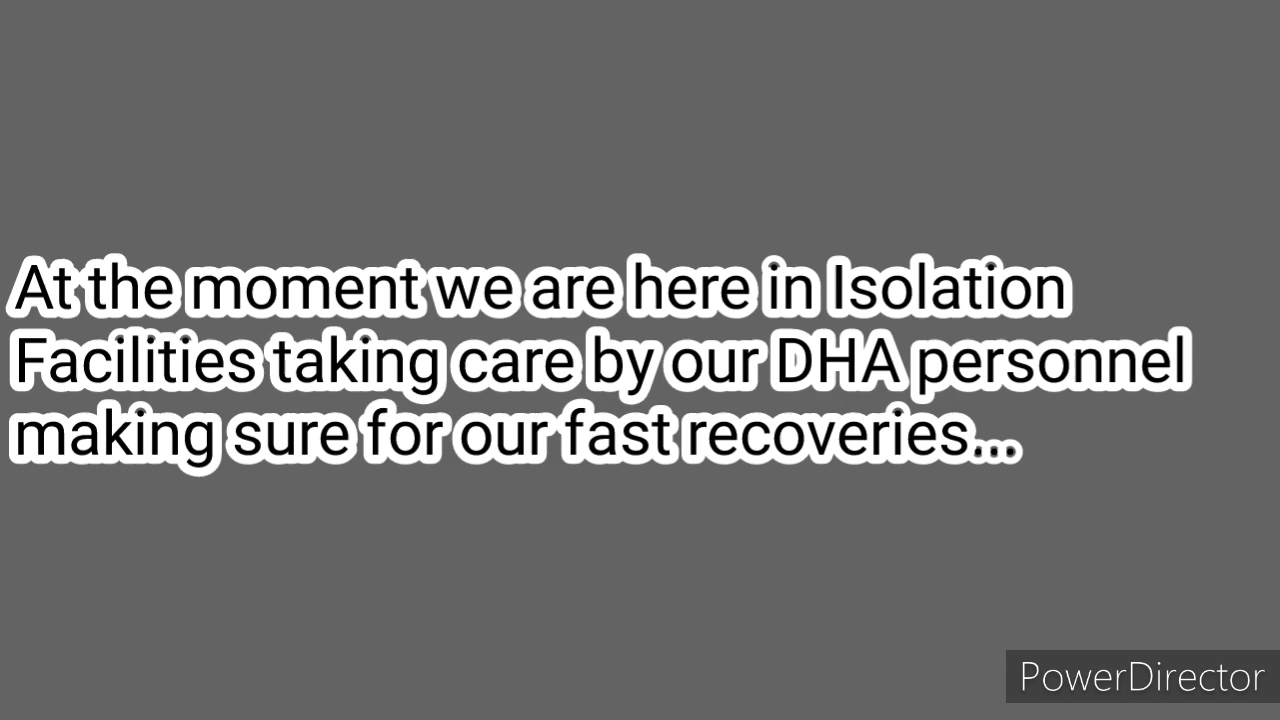 At the moment we are here in Isolation
Facilities taking care by our DHA personnel
making sure for our fast recoveries...
PowerDirector